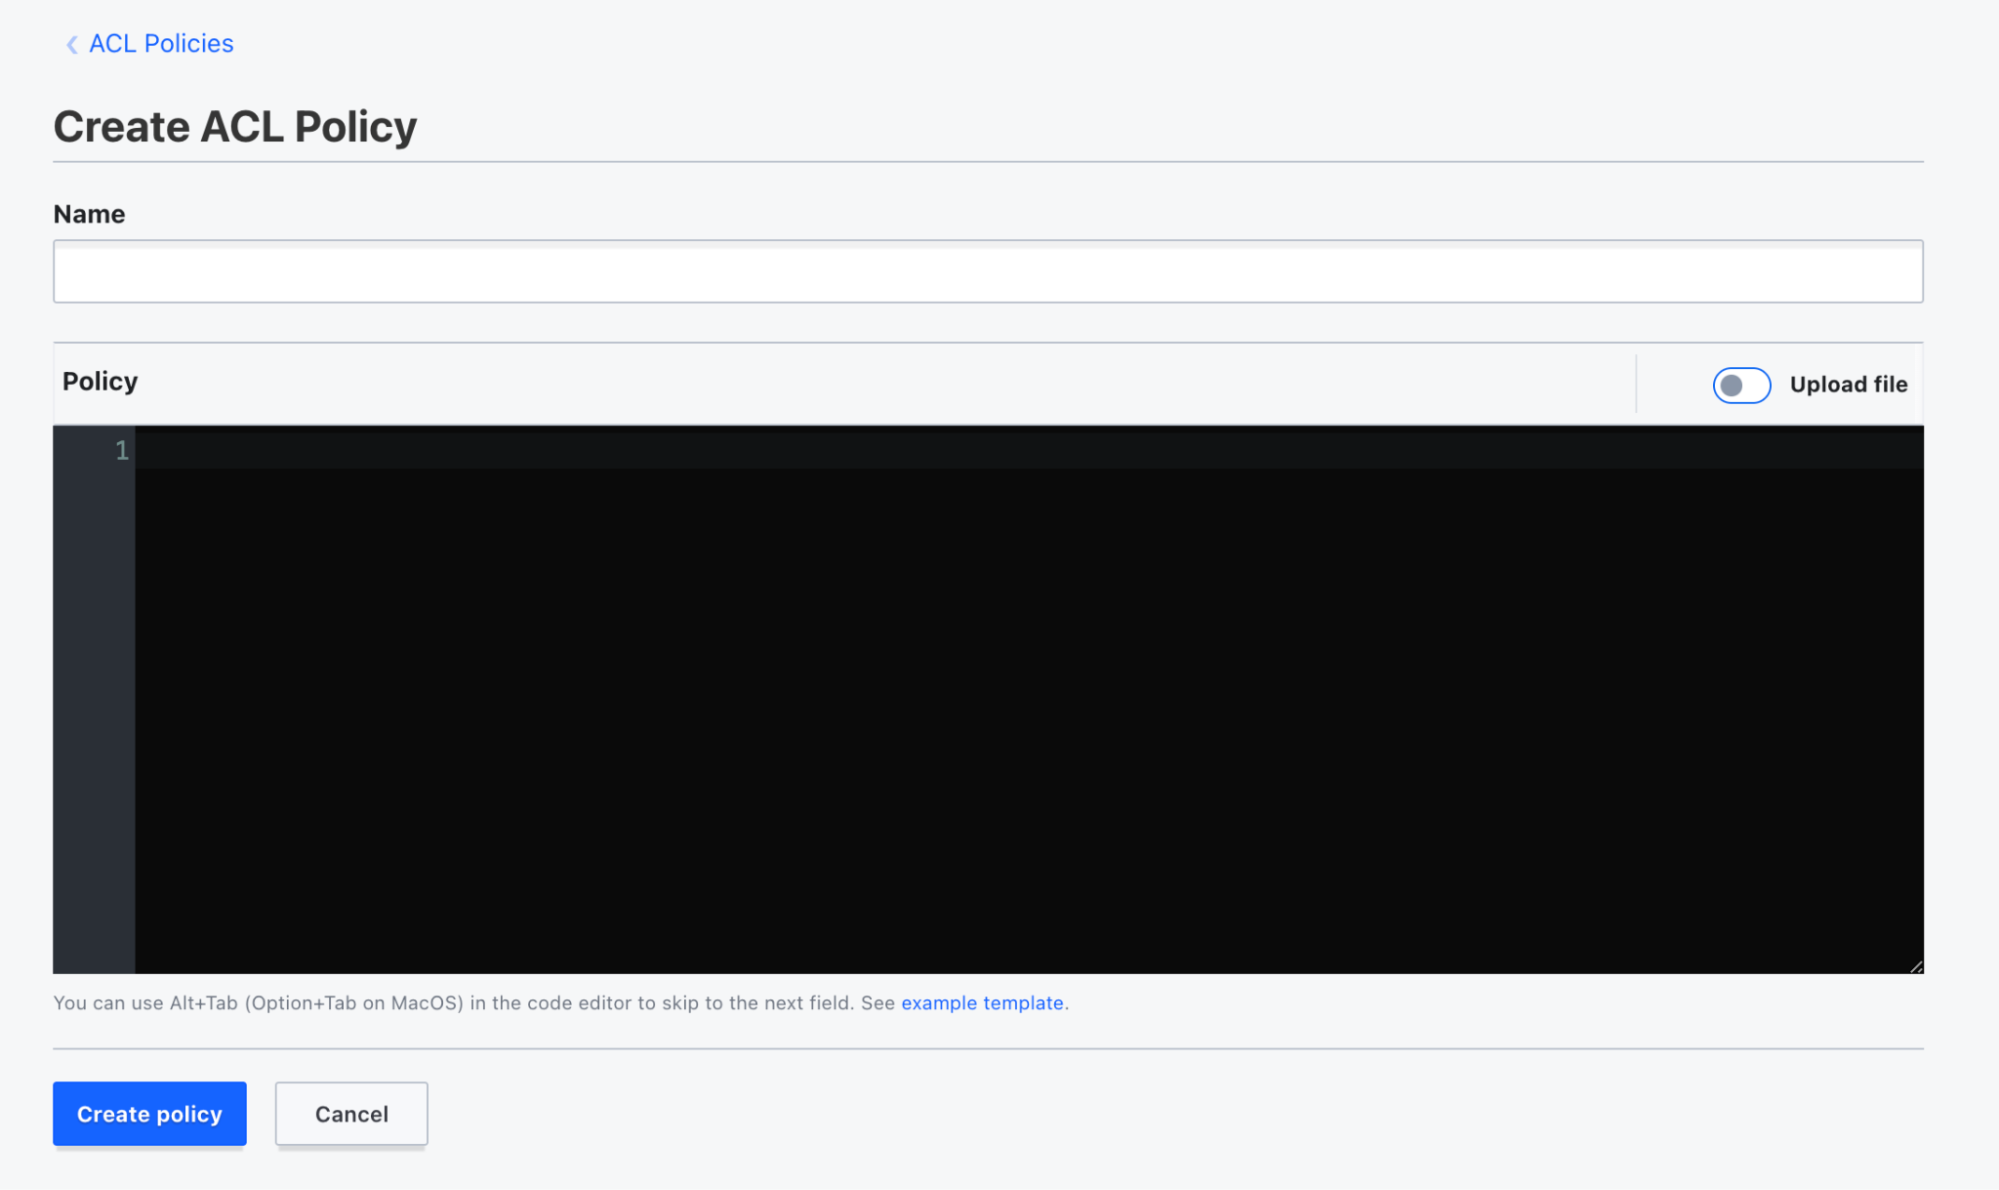 ACL Policies
Create ACL Policy
Name
Policy
Upload file
1
You can use Alt+Tab (Option+Tab on MacOS) in the code editor to skip to the next field. See example template.
Create policy
Cancel